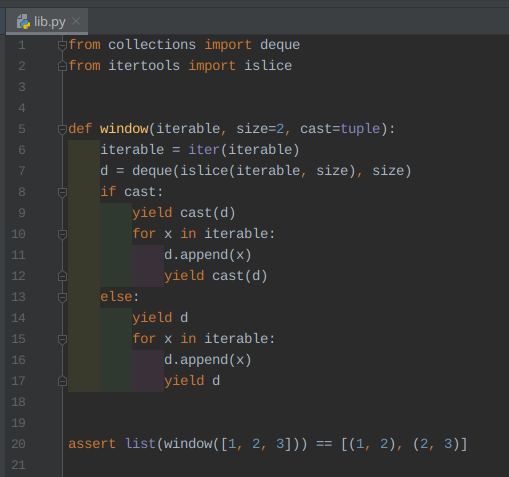 lib.py
1 from collections import deque
2 from itertools import islice
3
4
5 def window(iterable, size=2, cast=tuple):
6     iterable = iter(iterable)
7     d = deque(islice(iterable, size), size)
8     if cast:
9         yield cast(d)
10         for x in iterable:
11             d.append(x)
12             yield cast(d)
13     else:
14         yield d
15         for x in iterable:
16             d.append(x)
17             yield d
18
19
20 assert list(window([1, 2, 3])) == [(1, 2), (2, 3)]
21